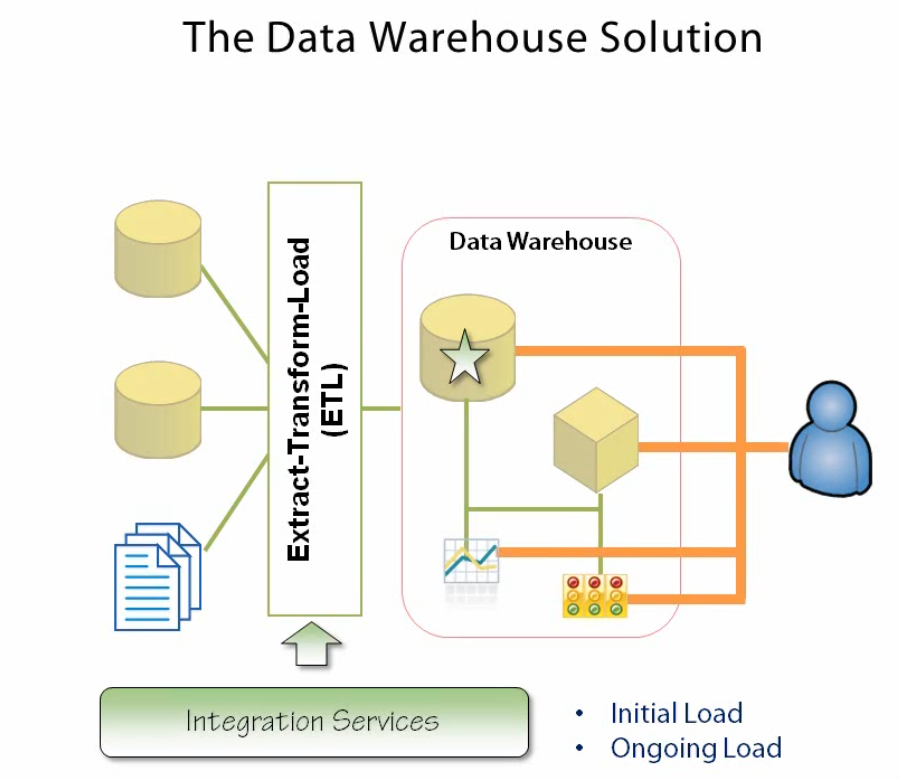 The Data Warehouse Solution
Extract-Transform-Load
(ETL)
Data Warehouse
Integration Services
• Initial Load
• Ongoing Load